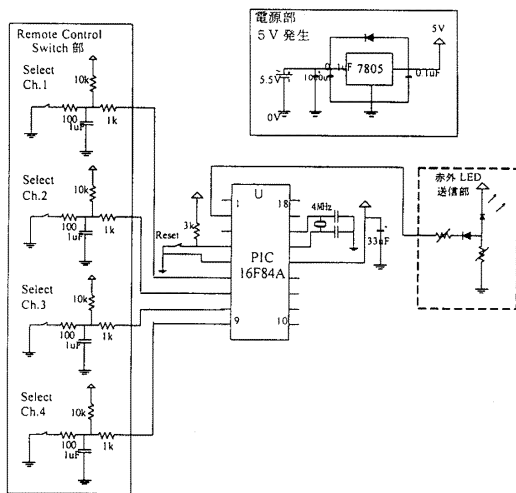 Remote Control
Switch 部
Select
Ch.1
10k
100
1uF
1k
Select
Ch.2
10k
100
1uF
1k
Select
Ch.3
10k
100
1uF
1k
Select
Ch.4
10k
100
1uF
1k
電源部
5V 発生
5V
0.1uF
7805
0.1uF
5.5V
0V
U
1
18
4MHz
Reset
3k
PIC
16F84A
33uF
9
10
赤外 LED
送信部